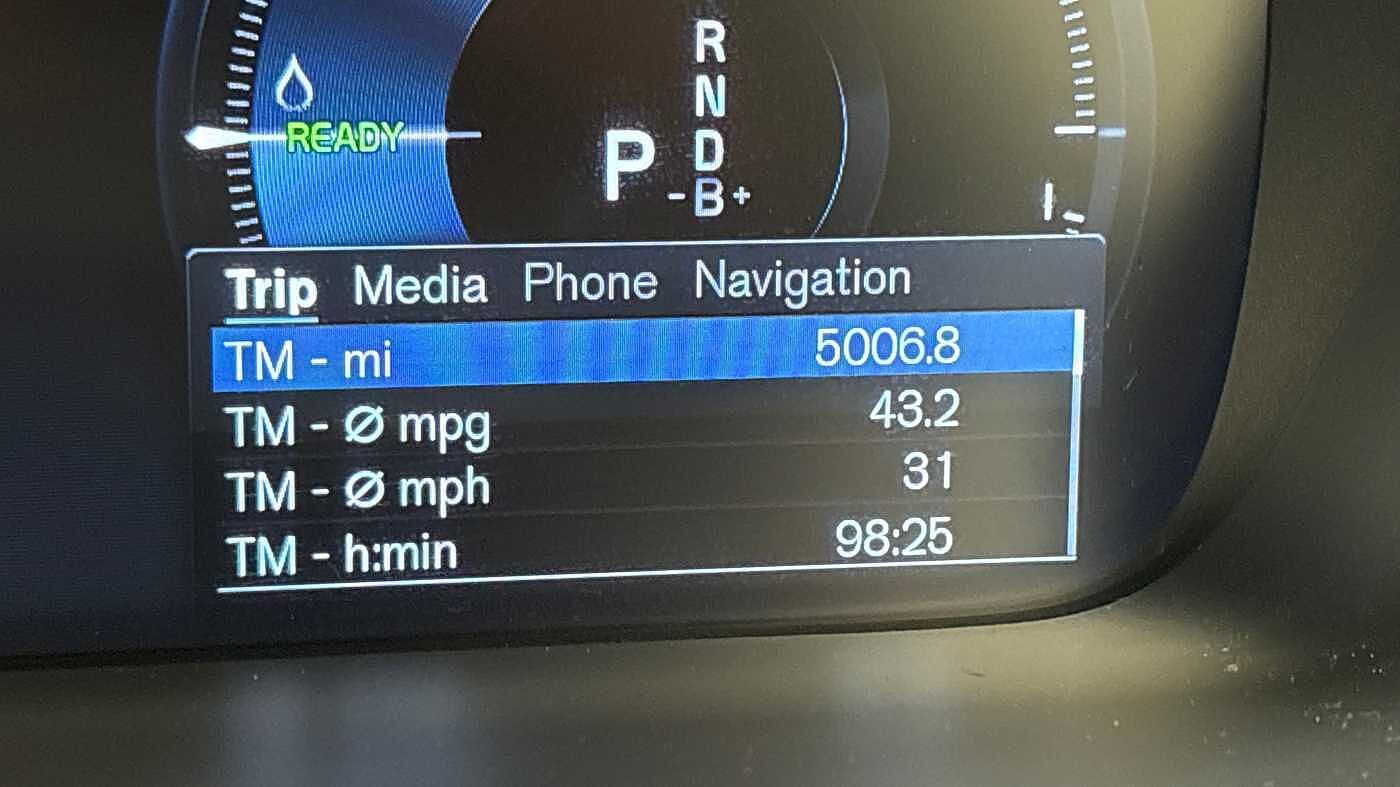 R
N
READY
D
P
-B+
Trip Media Phone Navigation
TM - mi 5006.8
TM - Ø mpg 43.2
TM - Ø mph 31
TM - h:min 98:25